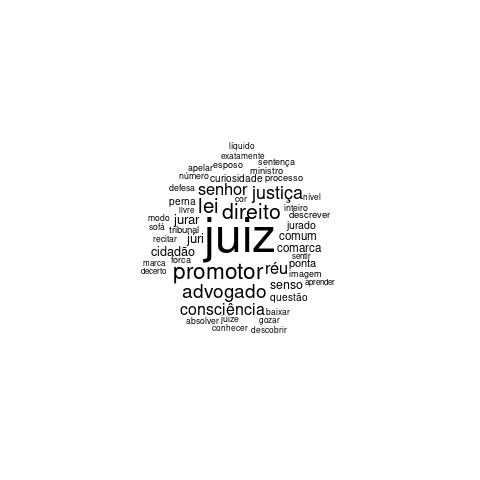 líquido
exatamente
apelar esposo sentença
ministro
número curiosidade processo
defesa senhor justiça nível
perna livre lei cor direito inteiro
modo jurar descrever
sofá tribunal juiz jurado
recitar júri comum
cidadão comarca
marca forca sentir
decerto promotor réu ponta
imagem
advogado senso aprender
questão
consciência baixar
absolver juize gozar
conhecer descobrir